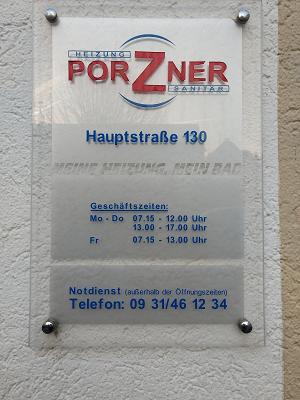 HEIZUNG
PORZNER
SANITÄR
Hauptstraße 130
MEINE HEIZUNG, MEIN BAD
Geschäftszeiten:
Mo - Do 07.15 - 12.00 Uhr
13.00 - 17.00 Uhr
Fr 07.15 - 13.00 Uhr
Notdienst (außerhalb der Öffnungszeiten)
Telefon: 09 31/46 12 34